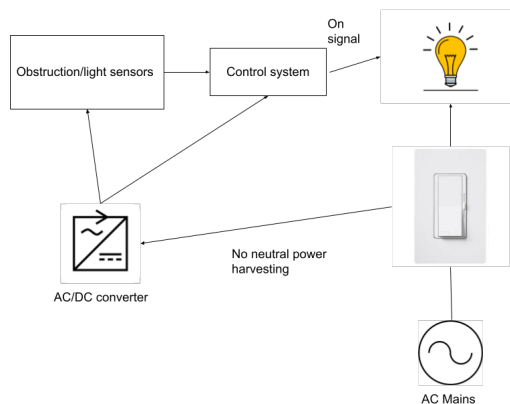 On
signal
Obstruction/light sensors
Control system
No neutral power
harvesting
AC/DC converter
AC Mains